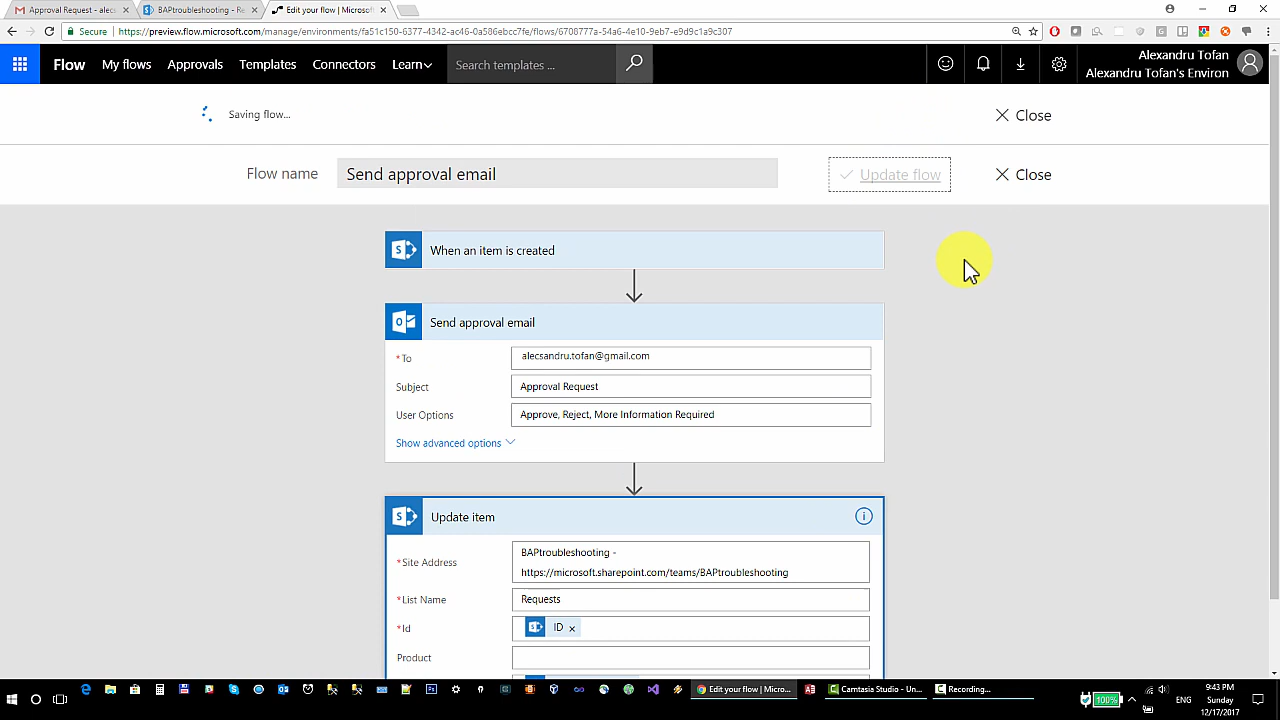 Approval Request - alecs
BAPtroubleshooting - Re
Edit your flow | Microsof
Secure
https://preview.flow.microsoft.com/manage/environments/fa51c150-6377-4342-ac46-0a5891bcc7fe/flows/6708777a-54a6-4e10-9eb7-e9d9c1a9c307
Flow
My flows
Approvals
Templates
Connectors
Learn
Search templates ...
Alexandru Tofan
Alexandru Tofan's Environ
Saving flow...
Close
Flow name
Send approval email
Update flow
Close
When an item is created
Send approval email
*To
alecsandru.tofan@gmail.com
Subject
Approval Request
User Options
Approve, Reject, More Information Required
Show advanced options
Update item
*Site Address
BAPtroubleshooting -
https://microsoft.sharepoint.com/teams/BAPtroubleshooting
*List Name
Requests
*Id
ID x
Product
Edit your flow | Micro...
Camtasia Studio - Un...
Recording...
100%
ENG
9:43 PM
Sunday
12/17/2017